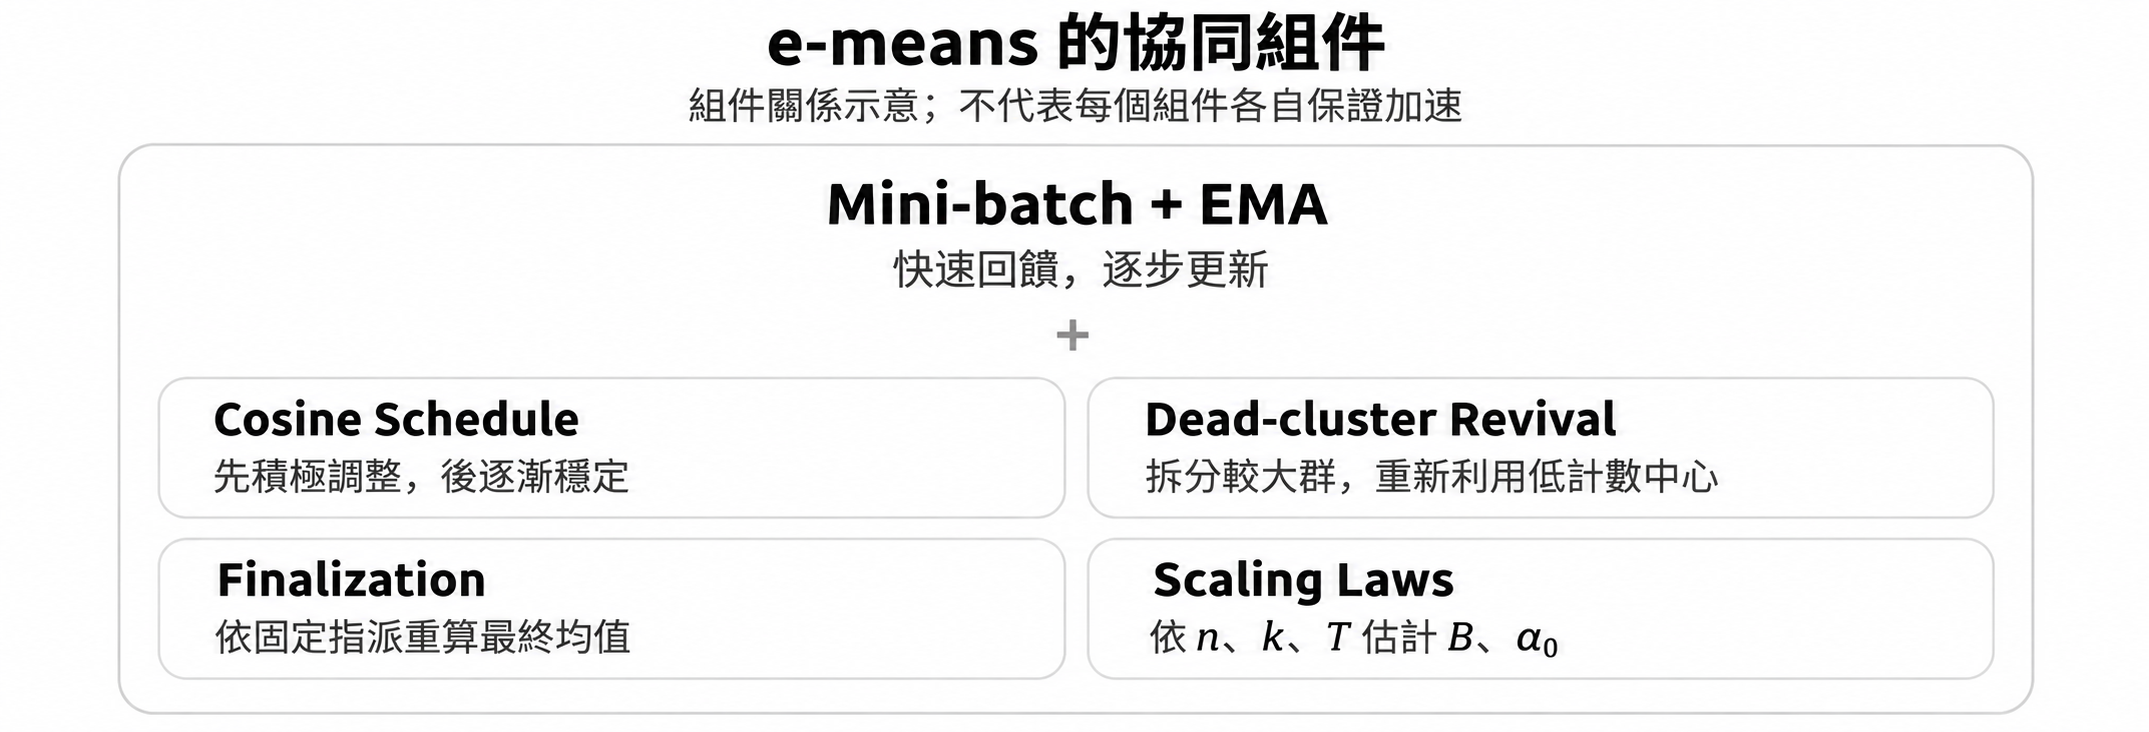 e-means 的協同組件
組件關係示意；不代表每個組件各自保證加速
Mini-batch + EMA
快速回饋，逐步更新
+
Cosine Schedule
先積極調整，後逐漸穩定
Dead-cluster Revival
拆分較大群，重新利用低計數中心
Finalization
依固定指派重算最終均值
Scaling Laws
依 n、k、T 估計 B、α₀